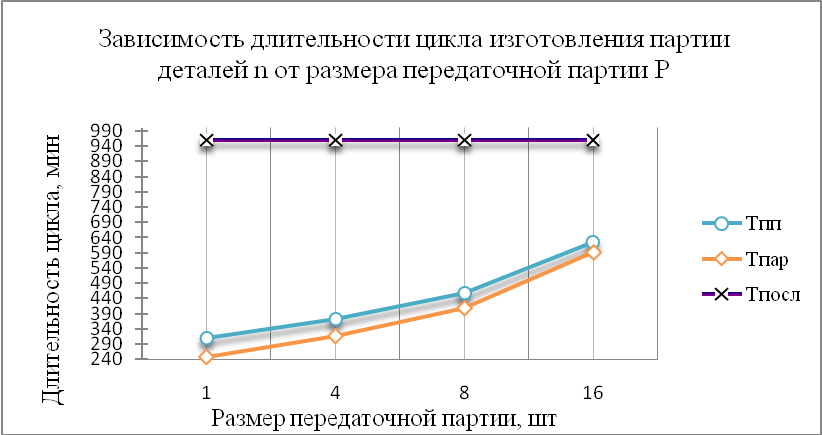 Зависимость длительности цикла изготовления партии
деталей n от размера передаточной партии Р
Длительность цикла, мин
990
940
890
840
790
740
690
640
590
540
490
440
390
340
290
240
1
4
8
16
Размер передаточной партии, шт
Тпп
Тпар
Тпосл